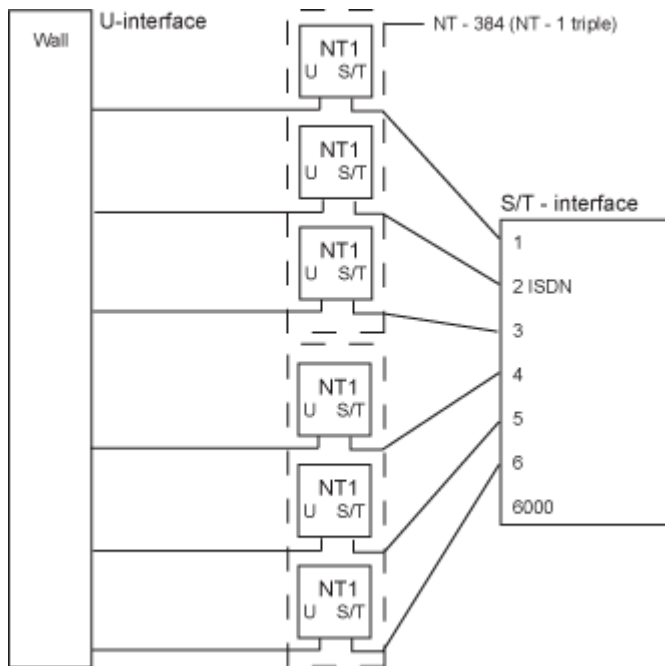 Wall
U-interface
NT - 384 (NT - 1 triple)
NT1
U S/T
NT1
U S/T
NT1
U S/T
NT1
U S/T
NT1
U S/T
NT1
U S/T
S/T - interface
1
2 ISDN
3
4
5
6
6000